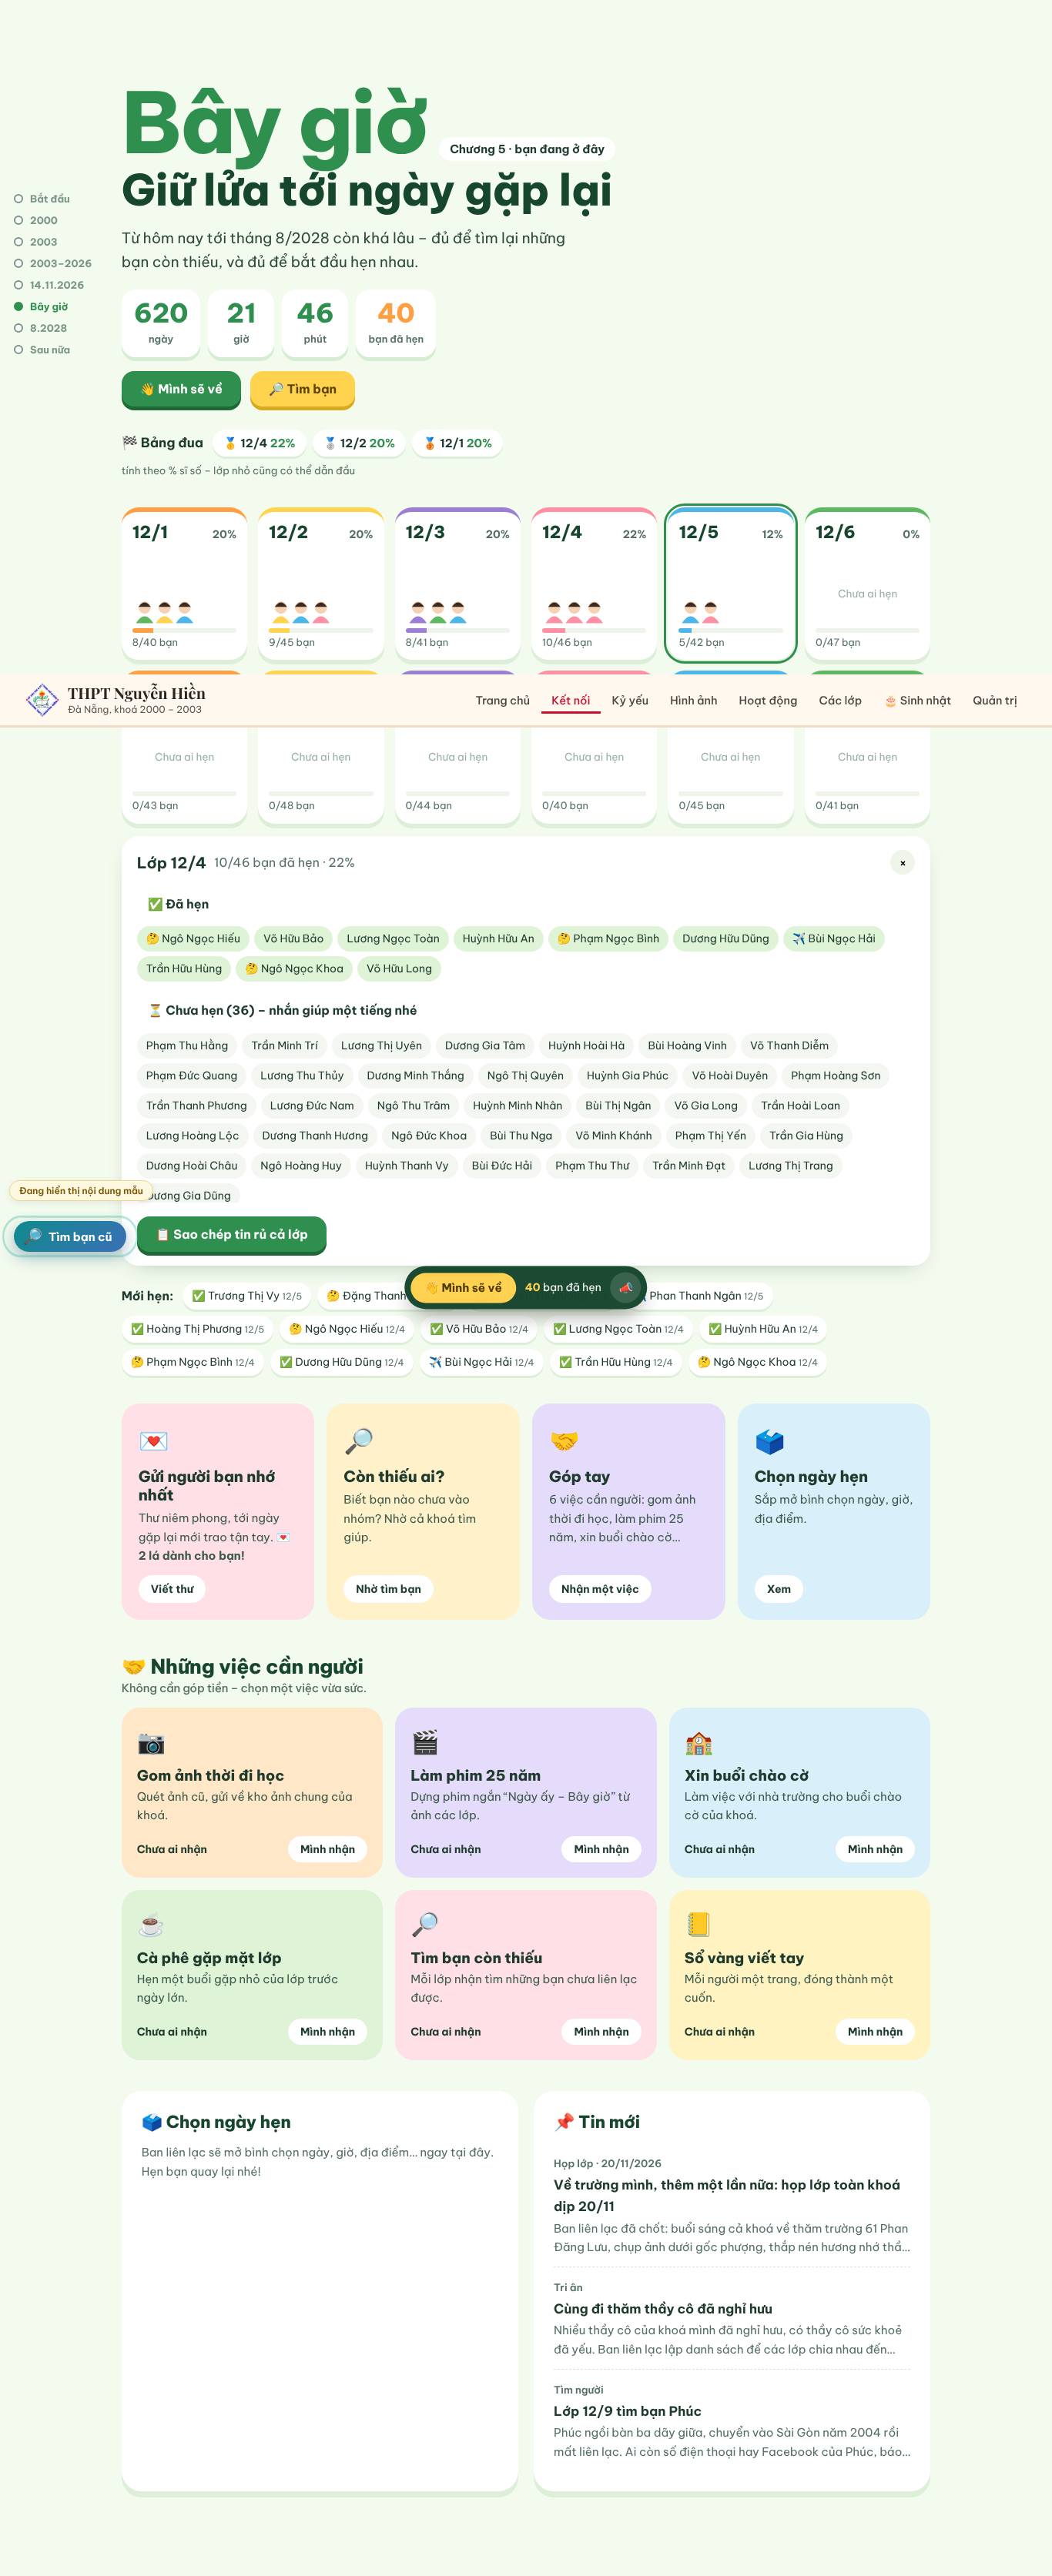 Bây giờ
Chương 5 · bạn đang ở đây
Giữ lửa tới ngày gặp lại
Từ hôm nay tới tháng 8/2028 còn khá lâu – đủ để tìm lại những
bạn còn thiếu, và đủ để bắt đầu hẹn nhau.
Bắt đầu
2000
2003
2003–2026
14.11.2026
Bây giờ
8.2028
Sau nữa
620 ngày
21 giờ
46 phút
40 bạn đã hẹn
👋 Mình sẽ về
🔎 Tìm bạn
🏁 Bảng đua 🥇 12/4 22% 🥈 12/2 20% 🥉 12/1 20%
tính theo % sĩ số – lớp nhỏ cũng có thể dẫn đầu
12/1 20%
8/40 bạn
12/2 20%
9/45 bạn
12/3 20%
8/41 bạn
12/4 22%
10/46 bạn
12/5 12%
5/42 bạn
12/6 0%
Chưa ai hẹn
0/47 bạn
THPT Nguyễn Hiền
Đà Nẵng, khoá 2000 – 2003
Trang chủ Kết nối Kỷ yếu Hình ảnh Hoạt động Các lớp 🎂 Sinh nhật Quản trị
Chưa ai hẹn Chưa ai hẹn Chưa ai hẹn Chưa ai hẹn Chưa ai hẹn Chưa ai hẹn
0/43 bạn 0/48 bạn 0/44 bạn 0/40 bạn 0/45 bạn 0/41 bạn
Lớp 12/4 10/46 bạn đã hẹn · 22% ×
✅ Đã hẹn
🤔 Ngô Ngọc Hiếu Võ Hữu Bảo Lương Ngọc Toàn Huỳnh Hữu An 🤔 Phạm Ngọc Bình Dương Hữu Dũng ✈️ Bùi Ngọc Hải
Trần Hữu Hùng 🤔 Ngô Ngọc Khoa Võ Hữu Long
⏳ Chưa hẹn (36) – nhắn giúp một tiếng nhé
Phạm Thu Hằng Trần Minh Trí Lương Thị Uyên Dương Gia Tâm Huỳnh Hoài Hà Bùi Hoàng Vinh Võ Thanh Diễm
Phạm Đức Quang Lương Thu Thủy Dương Minh Thắng Ngô Thị Quyên Huỳnh Gia Phúc Võ Hoài Duyên Phạm Hoàng Sơn
Trần Thanh Phương Lương Đức Nam Ngô Thu Trâm Huỳnh Minh Nhân Bùi Thị Ngân Võ Gia Long Trần Hoài Loan
Lương Hoàng Lộc Dương Thanh Hương Ngô Đức Khoa Bùi Thu Nga Võ Minh Khánh Phạm Thị Yến Trần Gia Hùng
Dương Hoài Châu Ngô Hoàng Huy Huỳnh Thanh Vy Bùi Đức Hải Phạm Thu Thư Trần Minh Đạt Lương Thị Trang
Dương Gia Dũng
Đang hiển thị nội dung mẫu
🔎 Tìm bạn cũ
📋 Sao chép tin rủ cả lớp
👋 Mình sẽ về 40 bạn đã hẹn 📣
Mới hẹn: ✅ Trương Thị Vy 12/5 🤔 Đặng Thanh Phan Thanh Ngân 12/5
✅ Hoàng Thị Phương 12/5 🤔 Ngô Ngọc Hiếu 12/4 ✅ Võ Hữu Bảo 12/4 ✅ Lương Ngọc Toàn 12/4 ✅ Huỳnh Hữu An 12/4
🤔 Phạm Ngọc Bình 12/4 ✅ Dương Hữu Dũng 12/4 ✈️ Bùi Ngọc Hải 12/4 ✅ Trần Hữu Hùng 12/4 🤔 Ngô Ngọc Khoa 12/4
💌
Gửi người bạn nhớ
nhất
Thư niêm phong, tới ngày
gặp lại mới trao tận tay. 💌
2 lá dành cho bạn!
Viết thư
🔎
Còn thiếu ai?
Biết bạn nào chưa vào
nhóm? Nhờ cả khoá tìm
giúp.
Nhờ tìm bạn
🤝
Góp tay
6 việc cần người: gom ảnh
thời đi học, làm phim 25
năm, xin buổi chào cờ...
Nhận một việc
🗳️
Chọn ngày hẹn
Sắp mở bình chọn ngày, giờ,
địa điểm.
Xem
🤝 Những việc cần người
Không cần góp tiền – chọn một việc vừa sức.
📷
Gom ảnh thời đi học
Quét ảnh cũ, gửi về kho ảnh chung của
khoá.
Chưa ai nhận Mình nhận
🎬
Làm phim 25 năm
Dựng phim ngắn “Ngày ấy – Bây giờ” từ
ảnh các lớp.
Chưa ai nhận Mình nhận
🏫
Xin buổi chào cờ
Làm việc với nhà trường cho buổi chào
cờ của khoá.
Chưa ai nhận Mình nhận
☕
Cà phê gặp mặt lớp
Hẹn một buổi gặp nhỏ của lớp trước
ngày lớn.
Chưa ai nhận Mình nhận
🔎
Tìm bạn còn thiếu
Mỗi lớp nhận tìm những bạn chưa liên lạc
được.
Chưa ai nhận Mình nhận
📒
Sổ vàng viết tay
Mỗi người một trang, đóng thành một
cuốn.
Chưa ai nhận Mình nhận
🗳️ Chọn ngày hẹn
Ban liên lạc sẽ mở bình chọn ngày, giờ, địa điểm... ngay tại đây.
Hẹn bạn quay lại nhé!
📌 Tin mới
Họp lớp · 20/11/2026
Về trường mình, thêm một lần nữa: họp lớp toàn khoá
dịp 20/11
Ban liên lạc đã chốt: buổi sáng cả khoá về thăm trường 61 Phan
Đăng Lưu, chụp ảnh dưới gốc phượng, thắp nén hương nhớ thầ...
Tri ân
Cùng đi thăm thầy cô đã nghỉ hưu
Nhiều thầy cô của khoá mình đã nghỉ hưu, có thầy cô sức khoẻ
đã yếu. Ban liên lạc lập danh sách để các lớp chia nhau đến...
Tìm người
Lớp 12/9 tìm bạn Phúc
Phúc ngồi bàn ba dãy giữa, chuyển vào Sài Gòn năm 2004 rồi
mất liên lạc. Ai còn số điện thoại hay Facebook của Phúc, báo...